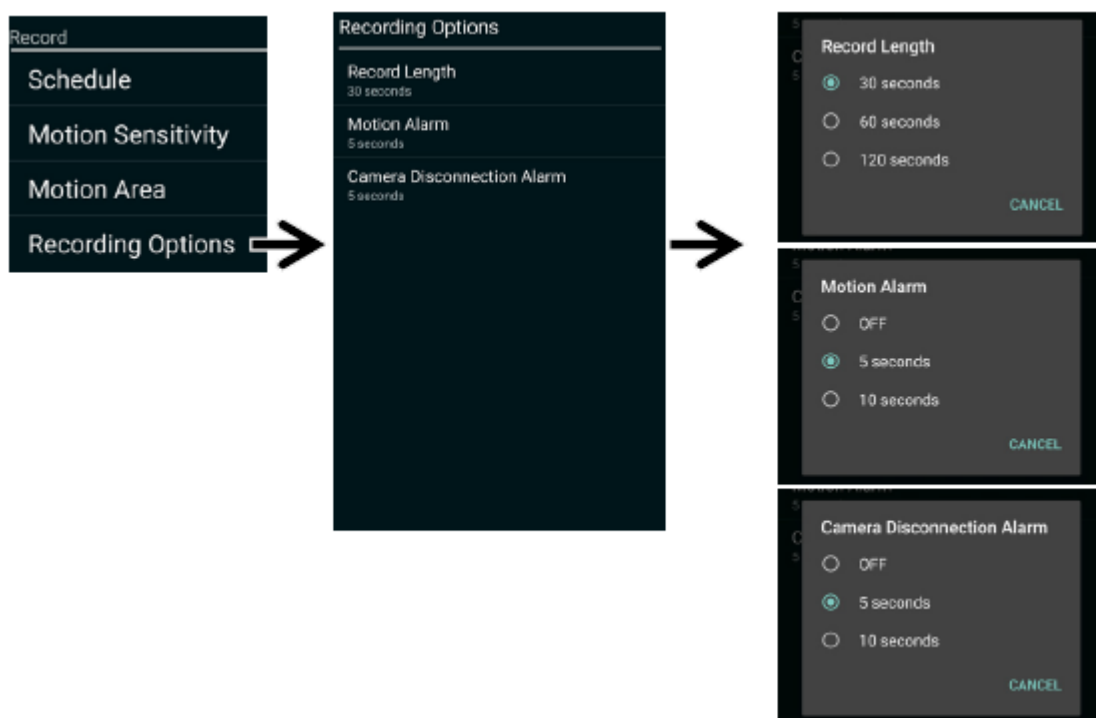 Record
Schedule
Motion Sensitivity
Motion Area
Recording Options
Recording Options
Record Length
30 seconds
Motion Alarm
5 seconds
Camera Disconnection Alarm
5 seconds
Record Length
30 seconds
60 seconds
120 seconds
CANCEL
Motion Alarm
OFF
5 seconds
10 seconds
CANCEL
Camera Disconnection Alarm
OFF
5 seconds
10 seconds
CANCEL